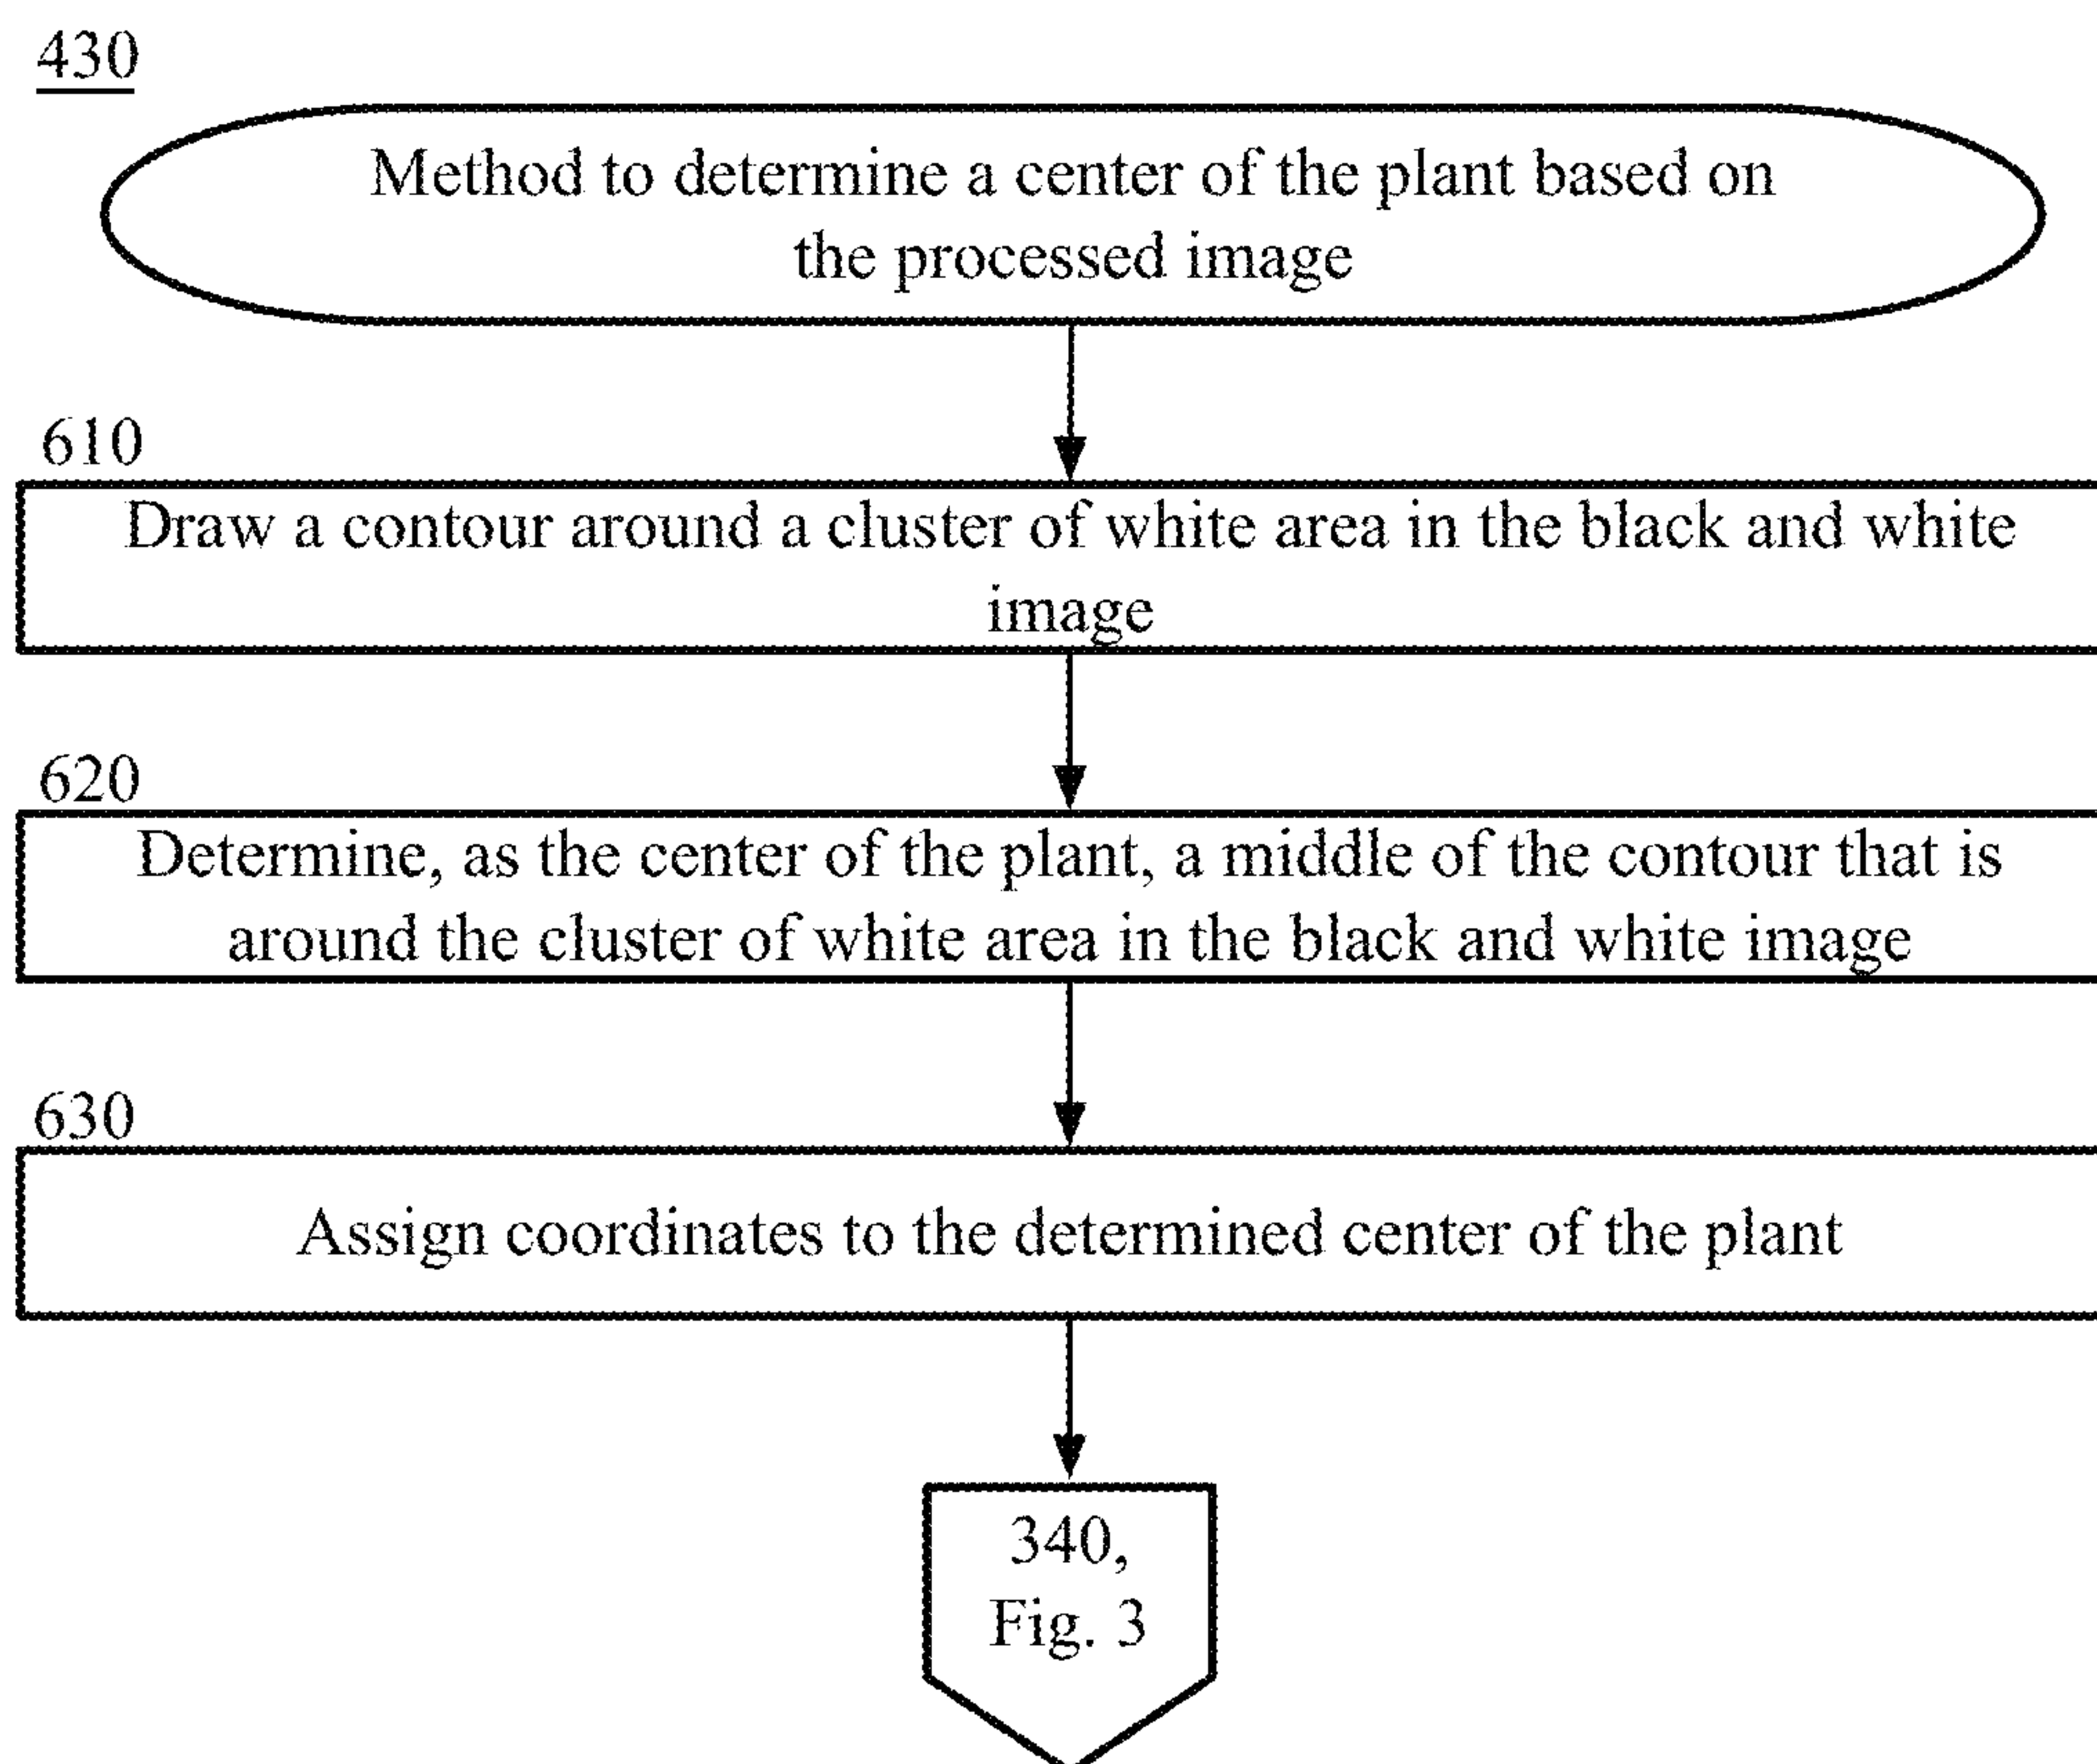 430
Method to determine a center of the plant based on
the processed image
610
Draw a contour around a cluster of white area in the black and white
image
620
Determine, as the center of the plant, a middle of the contour that is
around the cluster of white area in the black and white image
630
Assign coordinates to the determined center of the plant
340,
Fig. 3